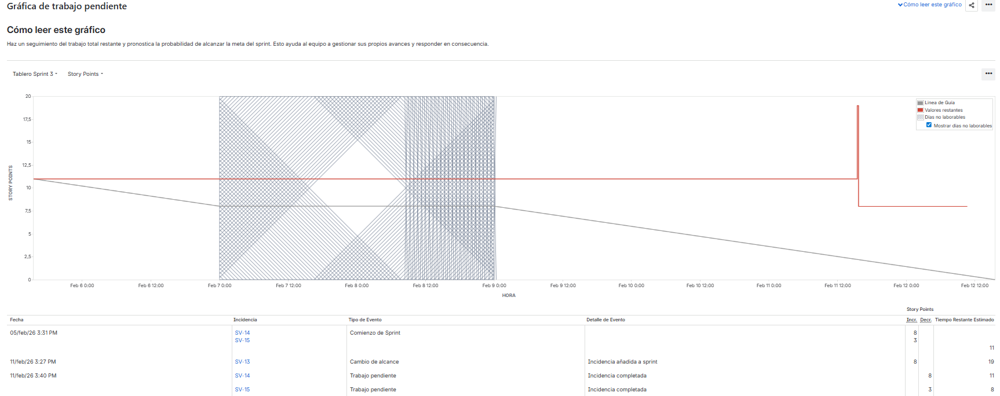 Gráfica de trabajo pendiente
Cómo leer este gráfico
Cómo leer este gráfico
Haz un seguimiento del trabajo total restante y pronostica la probabilidad de alcanzar la meta del sprint. Esto ayuda al equipo a gestionar sus propios avances y responder en consecuencia.
Tablero Sprint 3 Story Points
STORY POINTS
20
17,5
15
12,5
10
7,5
5
2,5
0
Linea de Guía
Valores restantes
Días no laborables
Mostrar días no laborables
Feb 6 0:00 Feb 6 12:00 Feb 7 0:00 Feb 7 12:00 Feb 8 0:00 Feb 8 12:00 Feb 9 0:00 Feb 9 12:00 Feb 10 0:00 Feb 10 12:00 Feb 11 0:00 Feb 11 12:00 Feb 12 0:00 Feb 12 12:00
HORA
Story Points
Fecha Incidencia Tipo de Evento Detalle de Evento Incr. Decr. Tiempo Restante Estimado
05/feb/26 3:31 PM SV-14 Comienzo de Sprint 8
SV-15 3
11
11/feb/26 3:27 PM SV-13 Cambio de alcance Incidencia añadida a sprint 8 19
11/feb/26 3:40 PM SV-14 Trabajo pendiente Incidencia completada 8 11
SV-15 Trabajo pendiente Incidencia completada 3 8